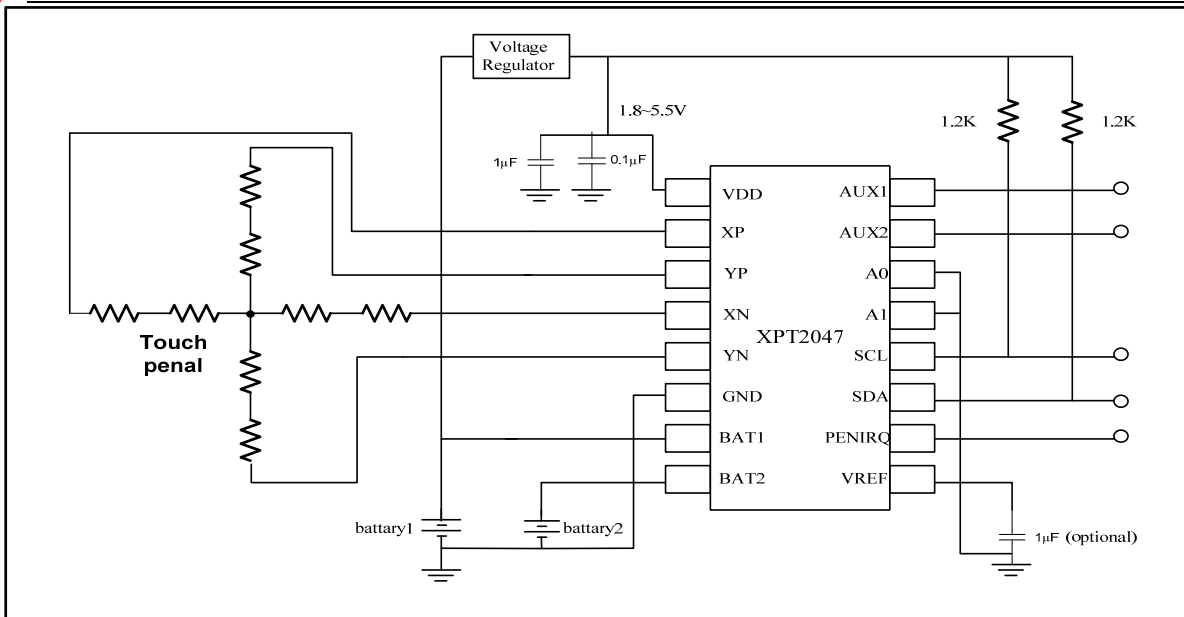 Voltage
Regulator
1.8~5.5V
1.2K
1.2K
1µF
0.1µF
VDD
AUX1
XP
AUX2
YP
A0
XN
A1
XPT2047
Touch
penal
YN
SCL
GND
SDA
BAT1
PENIRQ
BAT2
VREF
battary1
battary2
1µF (optional)